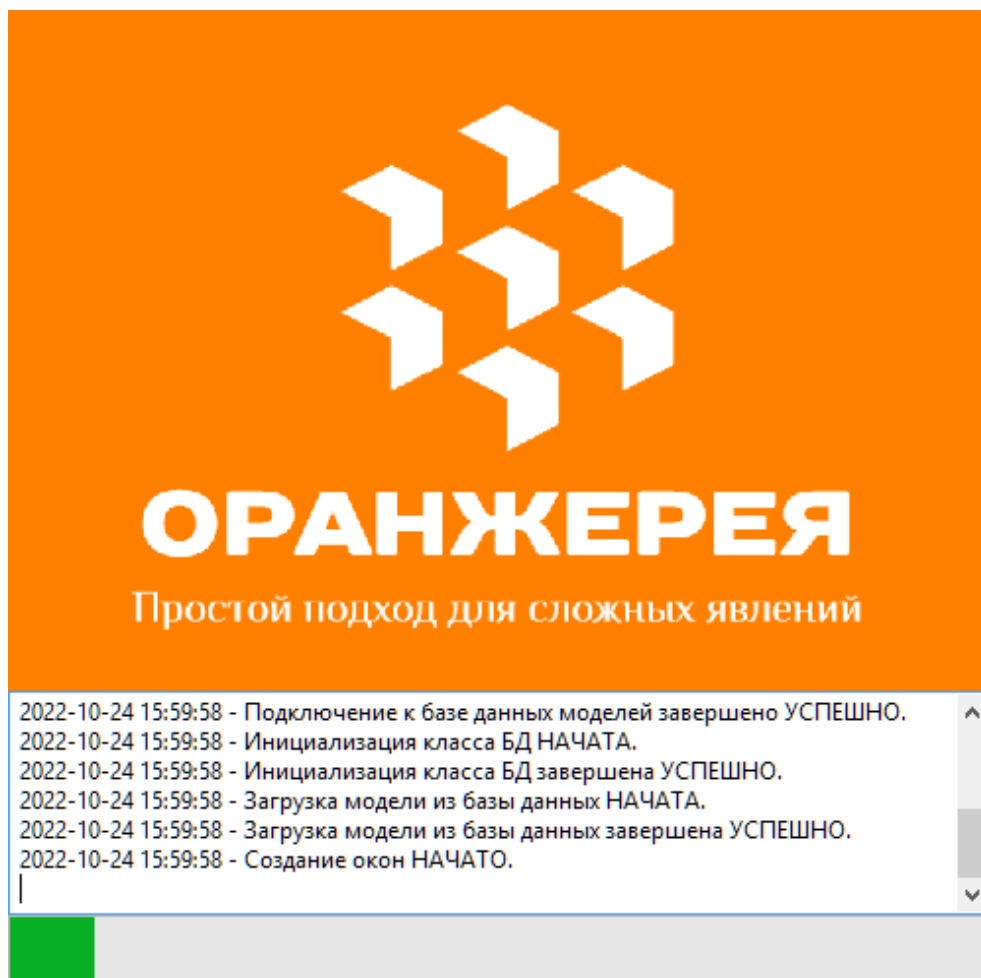 ОРАНЖЕРЕЯ
Простой подход для сложных явлений
2022-10-24 15:59:58 - Подключение к базе данных моделей завершено УСПЕШНО.
2022-10-24 15:59:58 - Инициализация класса БД НАЧАТА.
2022-10-24 15:59:58 - Инициализация класса БД завершена УСПЕШНО.
2022-10-24 15:59:58 - Загрузка модели из базы данных НАЧАТА.
2022-10-24 15:59:58 - Загрузка модели из базы данных завершена УСПЕШНО.
2022-10-24 15:59:58 - Создание окон НАЧАТО.